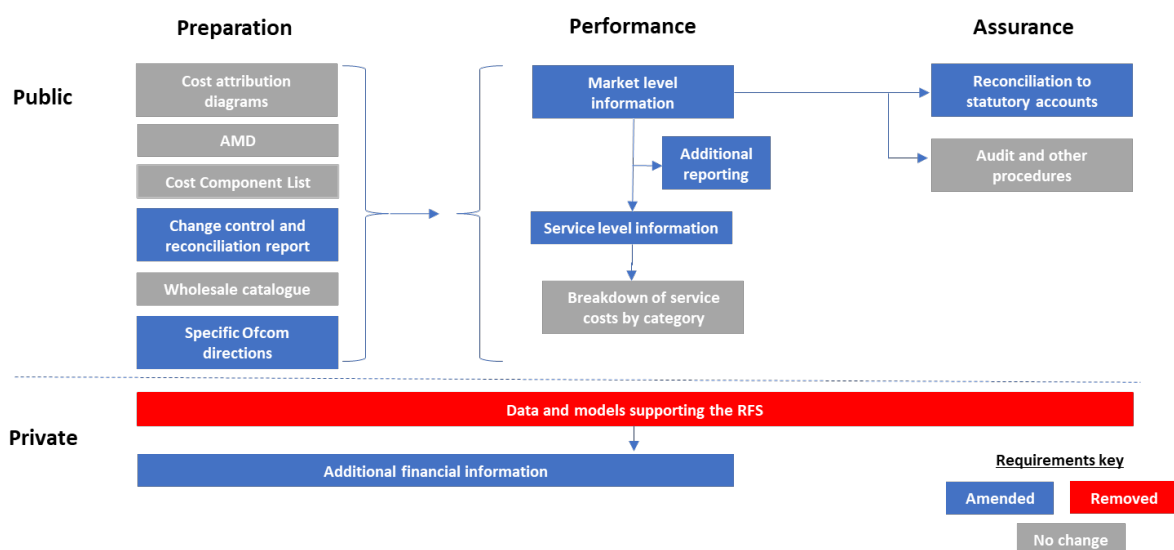 Preparation
Performance
Assurance
Public
Cost attribution
diagrams
AMD
Cost Component List
Change control and
reconciliation report
Wholesale catalogue
Specific Ofcom
directions
Market level
information
Additional
reporting
Service level information
Breakdown of service
costs by category
Reconciliation to
statutory accounts
Audit and other
procedures
Private
Data and models supporting the RFS
Additional financial information
Requirements key
Amended
Removed
No change